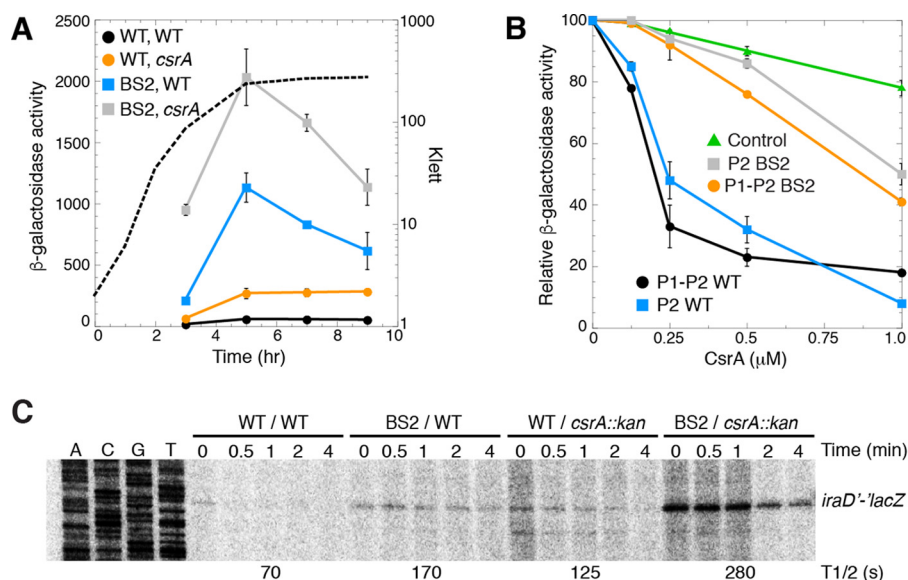 A
β-galactosidase activity
2500
2000
1500
1000
500
0
WT, WT
WT, csrA
BS2, WT
BS2, csrA
1000
100
10
1
Klett
0 2 4 6 8 10
Time (hr)
B
Relative β-galactosidase activity
100
80
60
40
20
0
Control
P2 BS2
P1-P2 BS2
P1-P2 WT
P2 WT
0 0.25 0.5 0.75 1.0
CsrA (μM)
C
WT / WT BS2 / WT WT / csrA::kan BS2 / csrA::kan
A C G T 0 0.5 1 2 4 0 0.5 1 2 4 0 0.5 1 2 4 0 0.5 1 2 4 Time (min)
iraD'-'lacZ
70 170 125 280 T1/2 (s)